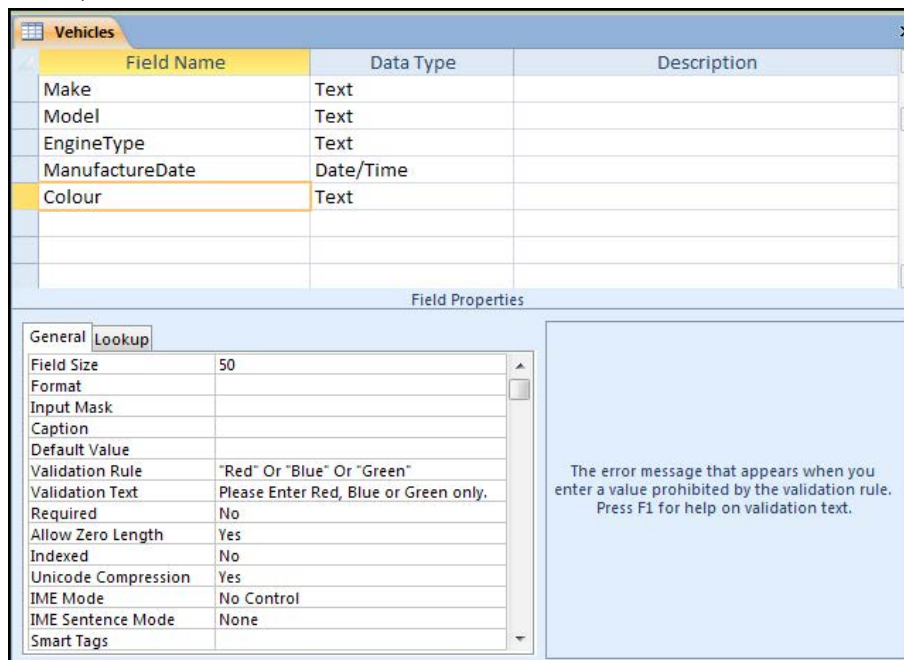 Vehicles
Field Name Data Type Description
Make Text
Model Text
EngineType Text
ManufactureDate Date/Time
Colour Text
Field Properties
General Lookup
Field Size 50
Format
Input Mask
Caption
Default Value
Validation Rule "Red" Or "Blue" Or "Green"
Validation Text Please Enter Red, Blue or Green only.
Required No
Allow Zero Length Yes
Indexed No
Unicode Compression Yes
IME Mode No Control
IME Sentence Mode None
Smart Tags
The error message that appears when you
enter a value prohibited by the validation rule.
Press F1 for help on validation text.